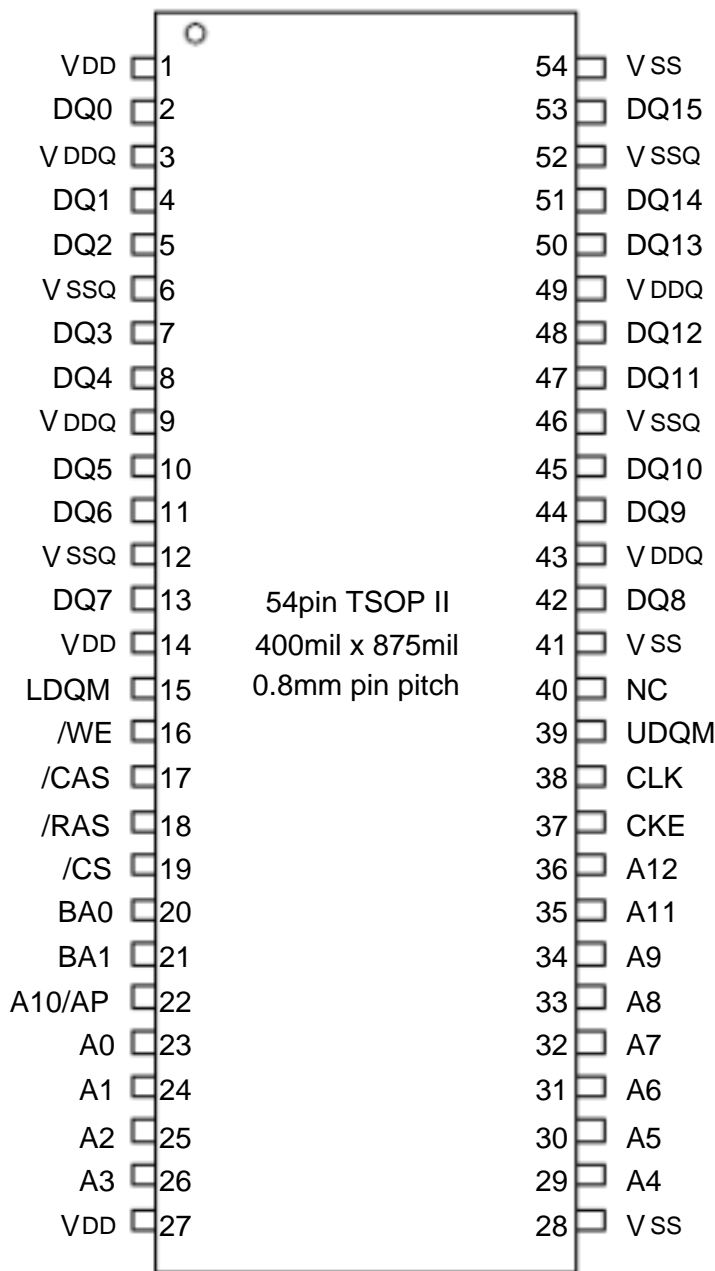 VDD 1 54 VSS
DQ0 2 53 DQ15
VDDQ 3 52 VSSQ
DQ1 4 51 DQ14
DQ2 5 50 DQ13
VSSQ 6 49 VDDQ
DQ3 7 48 DQ12
DQ4 8 47 DQ11
VDDQ 9 46 VSSQ
DQ5 10 45 DQ10
DQ6 11 44 DQ9
VSSQ 12 43 VDDQ
DQ7 13 54pin TSOP II 42 DQ8
VDD 14 400mil x 875mil 41 VSS
LDQM 15 0.8mm pin pitch 40 NC
/WE 16 39 UDQM
/CAS 17 38 CLK
/RAS 18 37 CKE
/CS 19 36 A12
BA0 20 35 A11
BA1 21 34 A9
A10/AP 22 33 A8
A0 23 32 A7
A1 24 31 A6
A2 25 30 A5
A3 26 29 A4
VDD 27 28 VSS